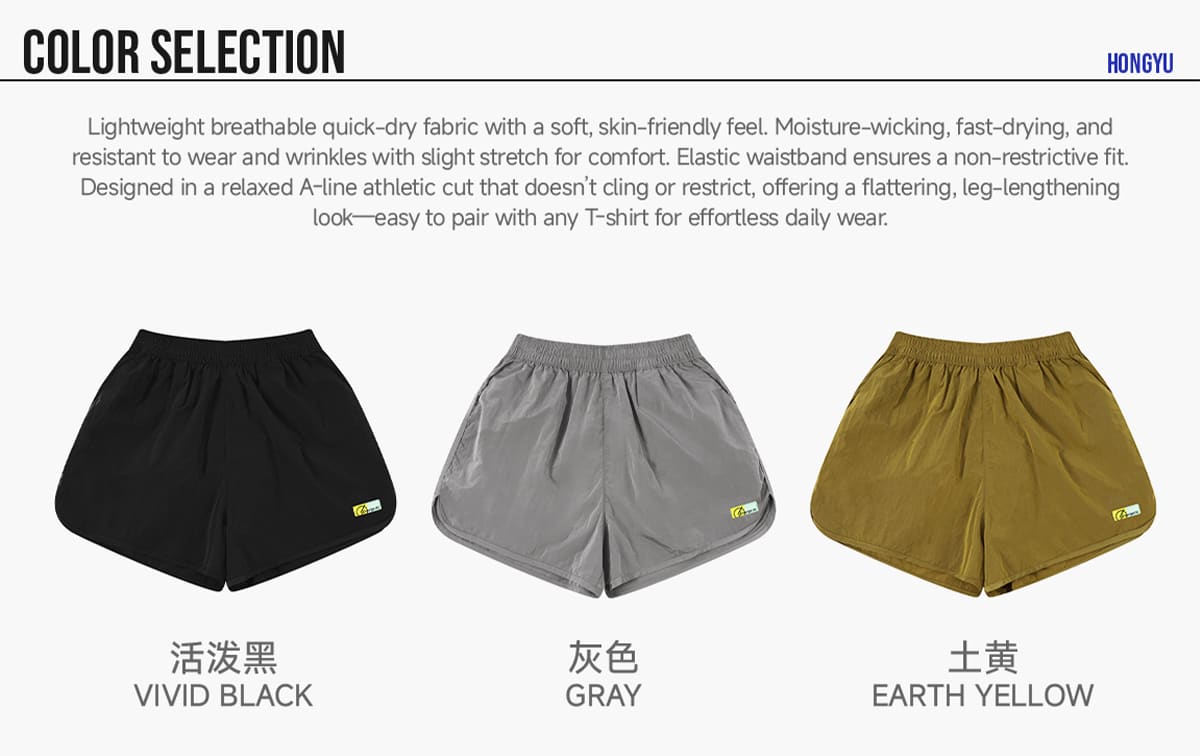 COLOR SELECTION
HONGYU
Lightweight breathable quick-dry fabric with a soft, skin-friendly feel. Moisture-wicking, fast-drying, and
resistant to wear and wrinkles with slight stretch for comfort. Elastic waistband ensures a non-restrictive fit.
Designed in a relaxed A-line athletic cut that doesn't cling or restrict, offering a flattering, leg-lengthening
look—easy to pair with any T-shirt for effortless daily wear.
活泼黑
VIVID BLACK
灰色
GRAY
土黄
EARTH YELLOW